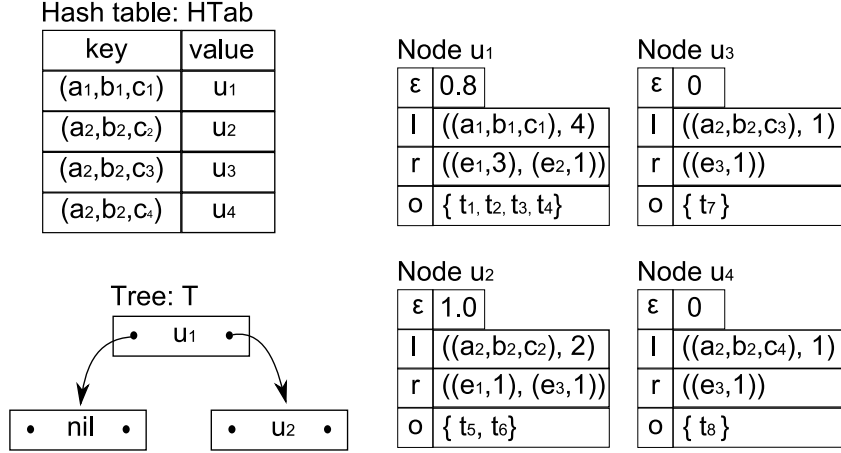 Hash table: HTab
key value
(a₁,b₁,c₁) u₁
(a₂,b₂,c₂) u₂
(a₂,b₂,c₃) u₃
(a₂,b₂,c₄) u₄
Tree: T
u₁
nil
u₂
Node u₁
ε 0.8
l ((a₁,b₁,c₁), 4)
r ((e₁,3), (e₂,1))
o { t₁, t₂, t₃, t₄}
Node u₃
ε 0
l ((a₂,b₂,c₃), 1)
r ((e₃,1))
o { t₇ }
Node u₂
ε 1.0
l ((a₂,b₂,c₂), 2)
r ((e₁,1), (e₃,1))
o { t₅, t₆}
Node u₄
ε 0
l ((a₂,b₂,c₄), 1)
r ((e₃,1))
o { t₈ }